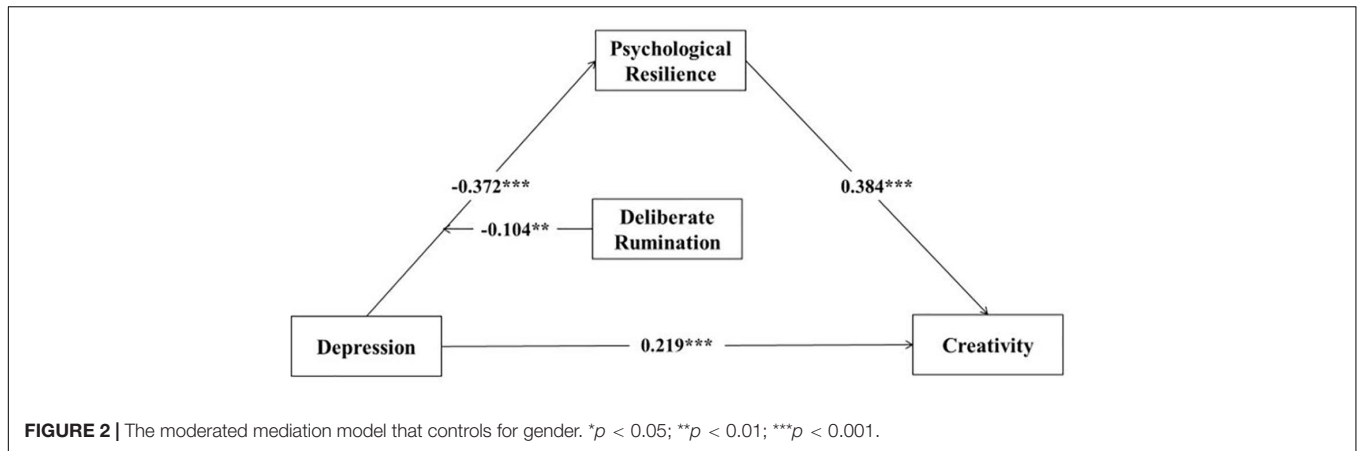 Psychological
Resilience
-0.372***
0.384***
Deliberate
Rumination
-0.104**
Depression
0.219***
Creativity
FIGURE 2 | The moderated mediation model that controls for gender. *p < 0.05; **p < 0.01; ***p < 0.001.